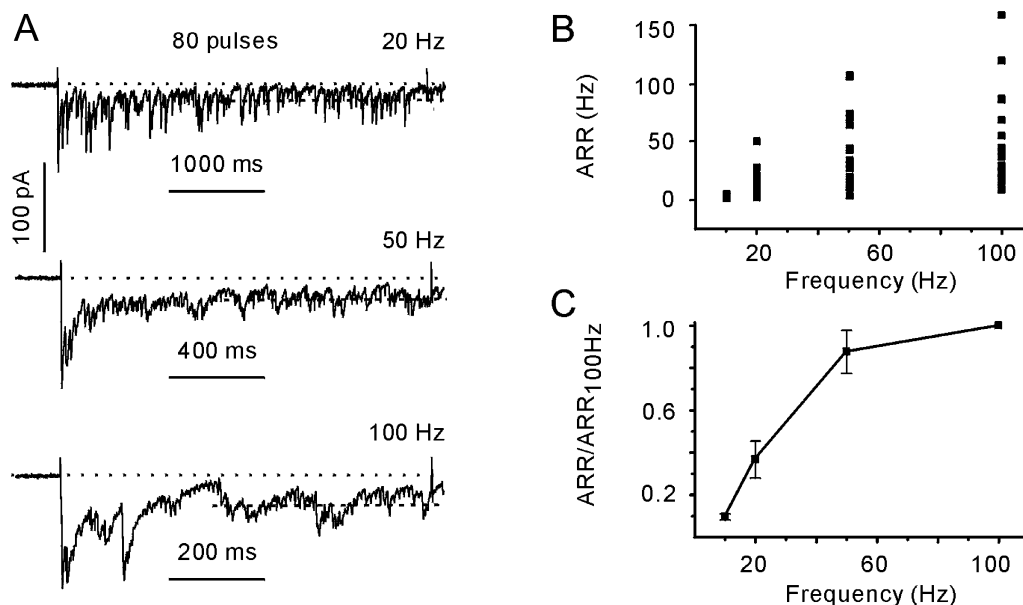 A
80 pulses
20 Hz
1000 ms
100 pA
50 Hz
400 ms
100 Hz
200 ms
B
ARR (Hz)
150
100
50
0
20
60
100
Frequency (Hz)
C
ARR/ARR100Hz
1.0
0.6
0.2
20
60
100
Frequency (Hz)